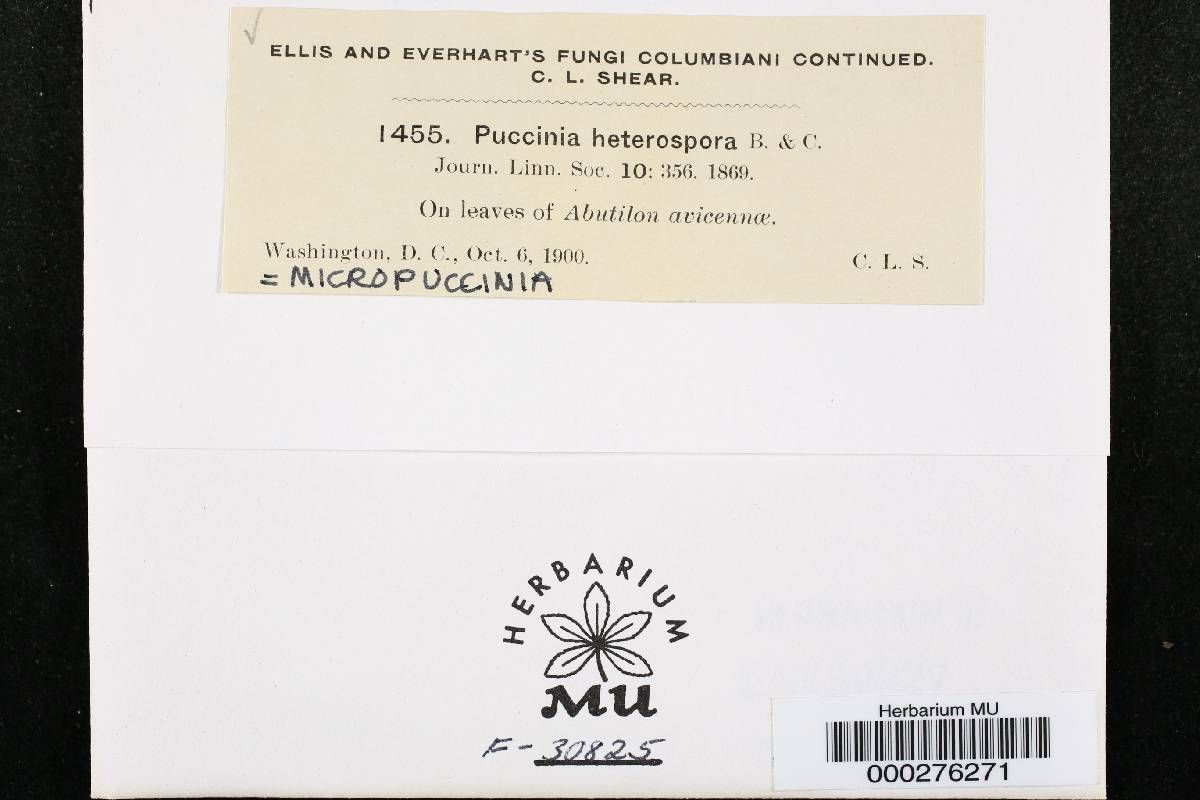 ELLIS AND EVERHART'S FUNGI COLUMBIANI CONTINUED.
C. L. SHEAR.
1455. Puccinia heterospora B. & C.
Journ. Linn. Soc. 10: 356. 1869.
On leaves of Abutilon avicennæ.
Washington, D. C., Oct. 6, 1900.
C. L. S.
= MICROPUCCINIA
HERBARIUM
MU
F-30825
Herbarium MU
000276271